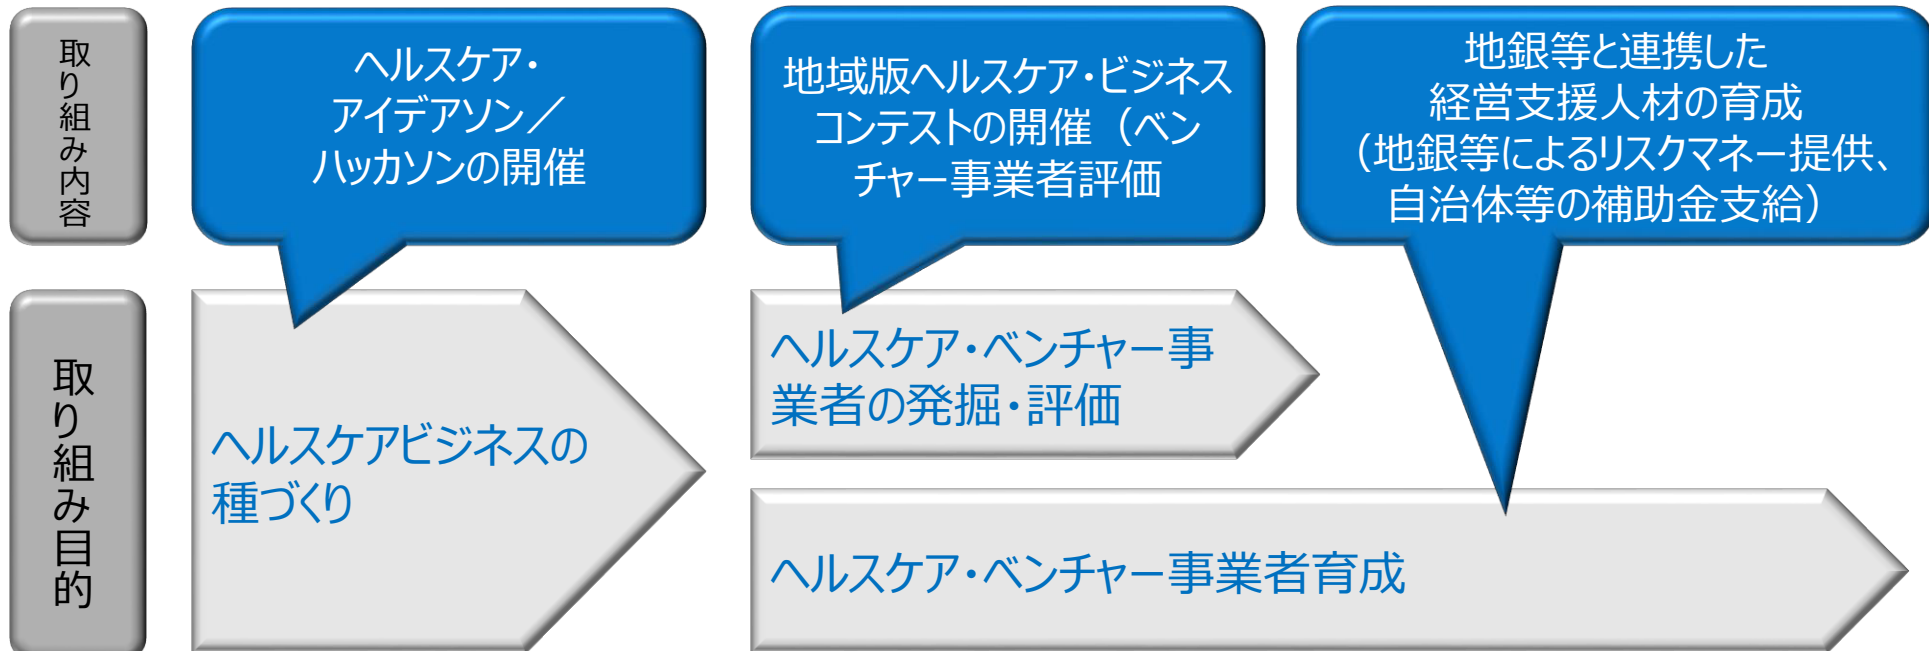 取り組み内容
ヘルスケア・
アイデアソン／
ハッカソンの開催
地域版ヘルスケア・ビジネス
コンテストの開催（ベン
チャー事業者評価
地銀等と連携した
経営支援人材の育成
（地銀等によるリスクマネー提供、
自治体等の補助金支給）
取り組み目的
ヘルスケアビジネスの
種づくり
ヘルスケア・ベンチャー事
業者の発掘・評価
ヘルスケア・ベンチャー事業者育成